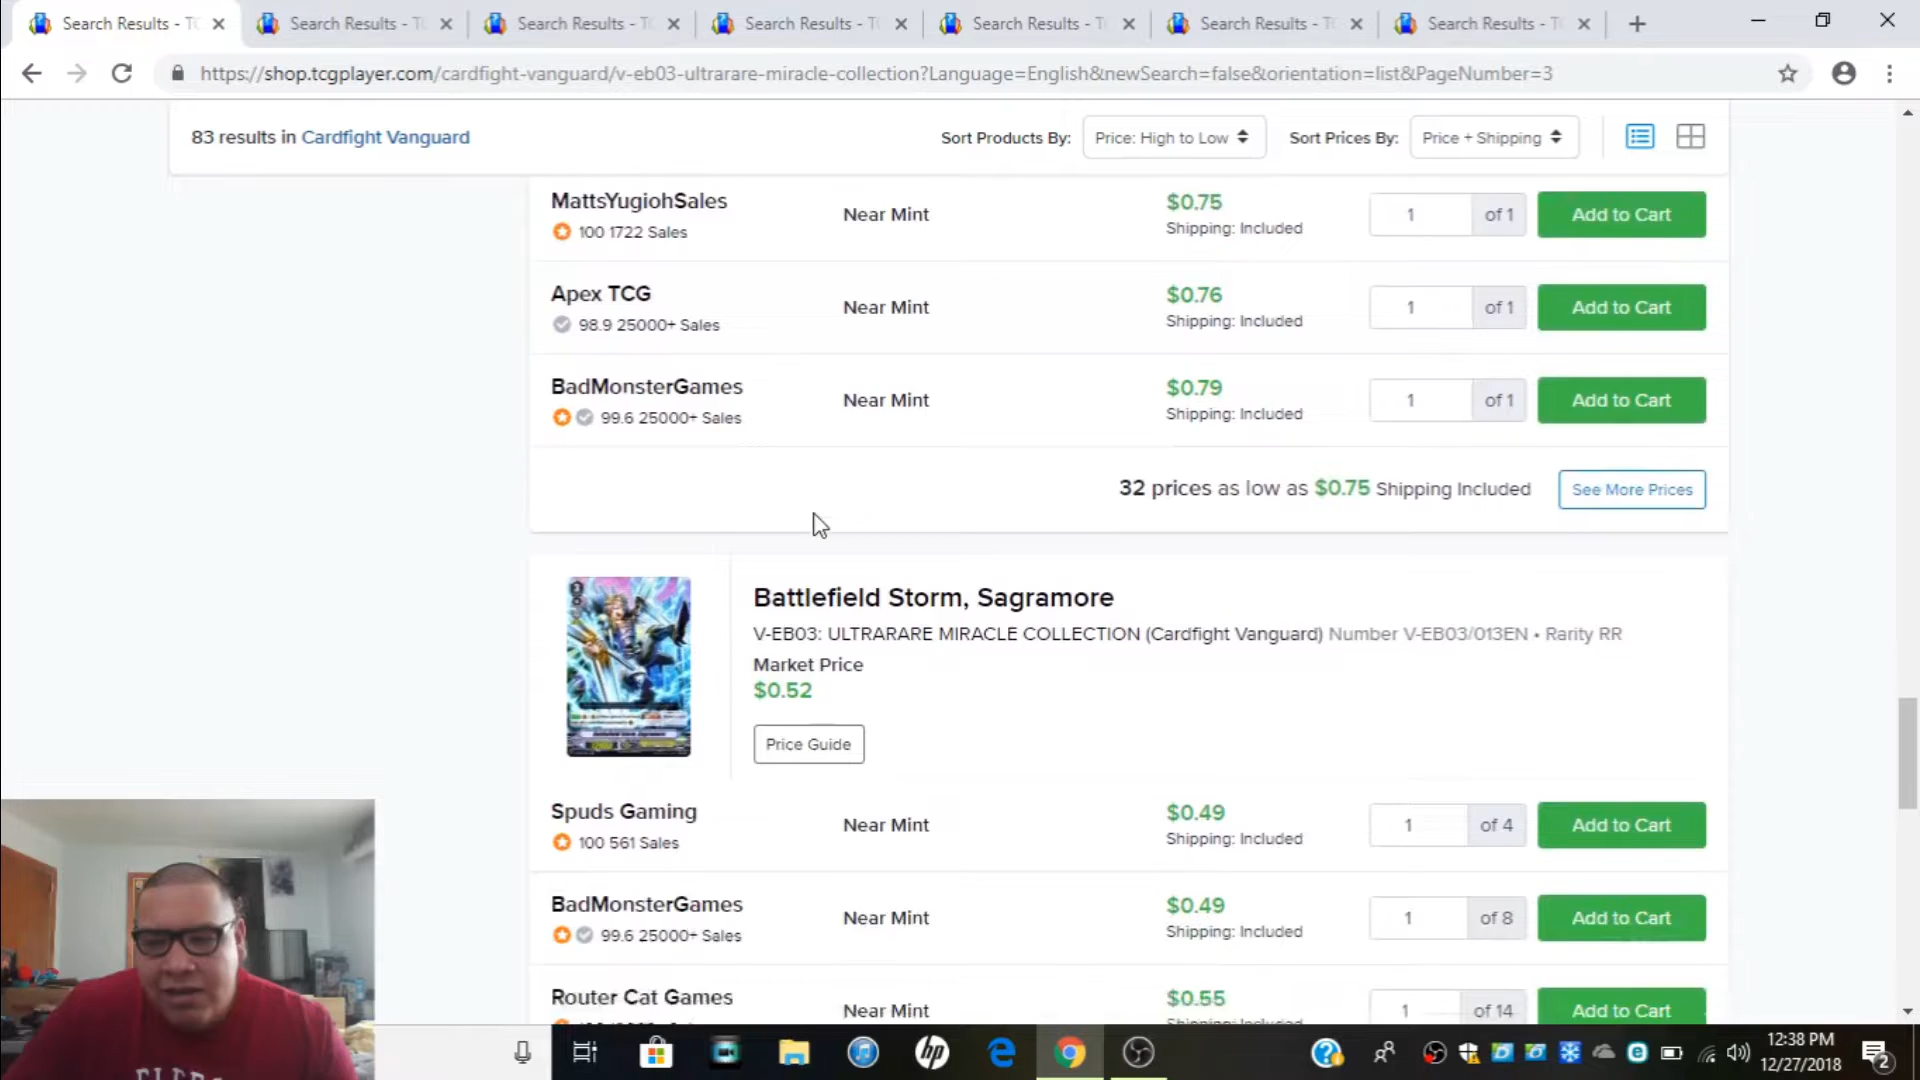 Search Results - TC
Search Results - TC
Search Results - TC
Search Results - TC
Search Results - T
Search Results - TC
Search Results - T
https://shop.tcgplayer.com/cardfight-vanguard/v-eb03-ultrarare-miracle-collection?Language=English&newSearch=false&orientation=list&PageNumber=3
83 results in Cardfight Vanguard
Sort Products By: Price: High to Low Sort Prices By: Price + Shipping
MattsYugiohSales Near Mint $0.75 1 of 1 Add to Cart
100 1722 Sales Shipping: Included
Apex TCG Near Mint $0.76 1 of 1 Add to Cart
98.9 25000+ Sales Shipping: Included
BadMonsterGames Near Mint $0.79 1 of 1 Add to Cart
99.6 25000+ Sales Shipping: Included
32 prices as low as $0.75 Shipping Included See More Prices
Battlefield Storm, Sagramore
V-EB03: ULTRARARE MIRACLE COLLECTION (Cardfight Vanguard) Number V-EB03/013EN • Rarity RR
Market Price
$0.52
Price Guide
Spuds Gaming Near Mint $0.49 1 of 4 Add to Cart
100 561 Sales Shipping: Included
BadMonsterGames Near Mint $0.49 1 of 8 Add to Cart
99.6 25000+ Sales Shipping: Included
Router Cat Games Near Mint $0.55 1 of 14 Add to Cart
hp
12:38 PM
12/27/2018
2